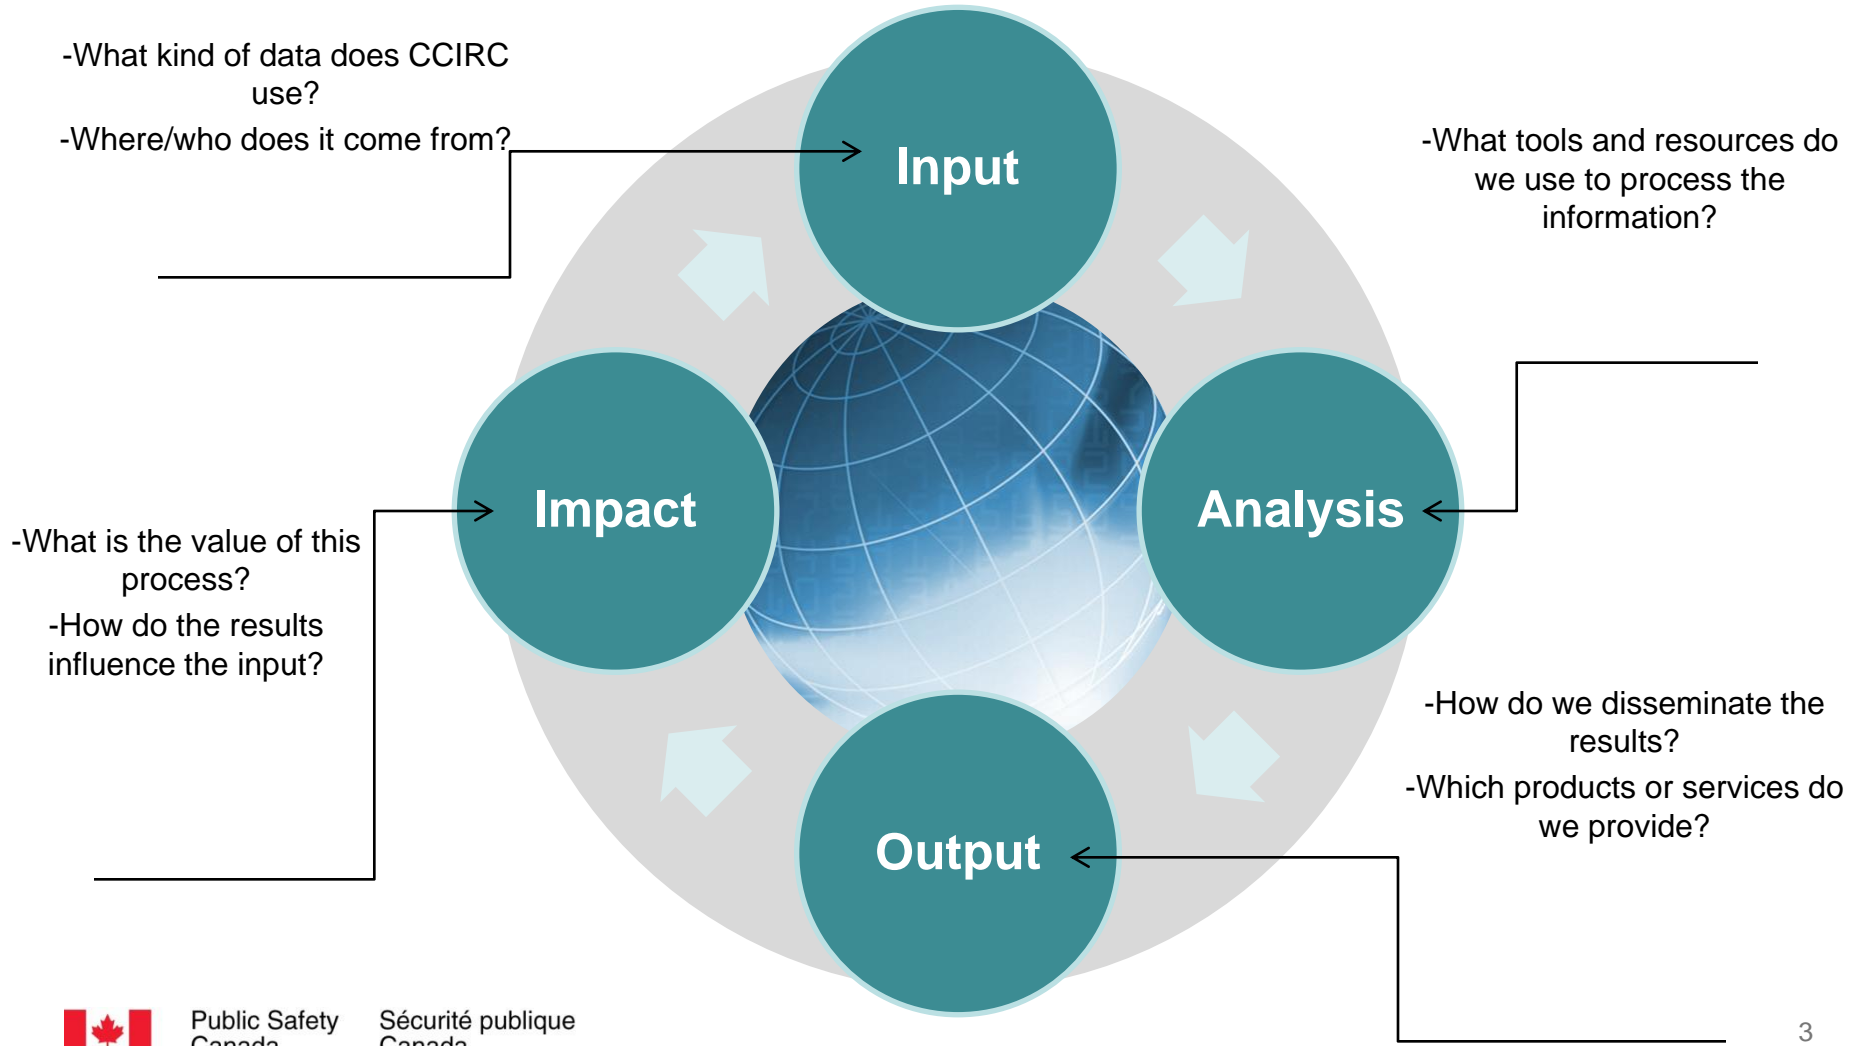 -What kind of data does CCIRC
use?
-Where/who does it come from?
Input
-What tools and resources do
we use to process the
information?
Impact
Analysis
-What is the value of this
process?
-How do the results
influence the input?
-How do we disseminate the
results?
-Which products or services do
we provide?
Output
Public Safety
Canada
Sécurité publique
Canada
3